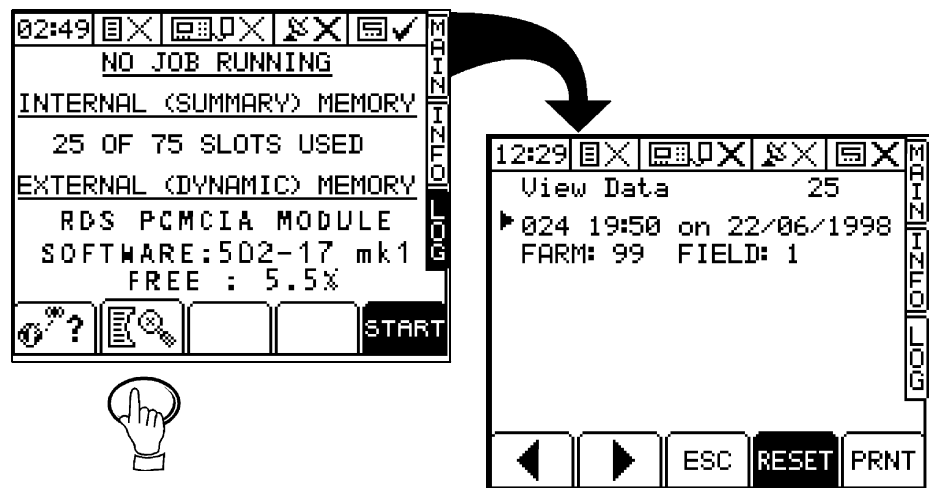 02:49
NO JOB RUNNING
INTERNAL (SUMMARY) MEMORY
25 OF 75 SLOTS USED
EXTERNAL (DYNAMIC) MEMORY
RDS PCMCIA MODULE
SOFTWARE:5D2-17 mk1
FREE : 5.5%
? START
MAIN
INFO
LOG
12:29
View Data 25
024 19:50 on 22/06/1998
FARM: 99 FIELD: 1
ESC RESET PRNT
MAIN
INFO
LOG